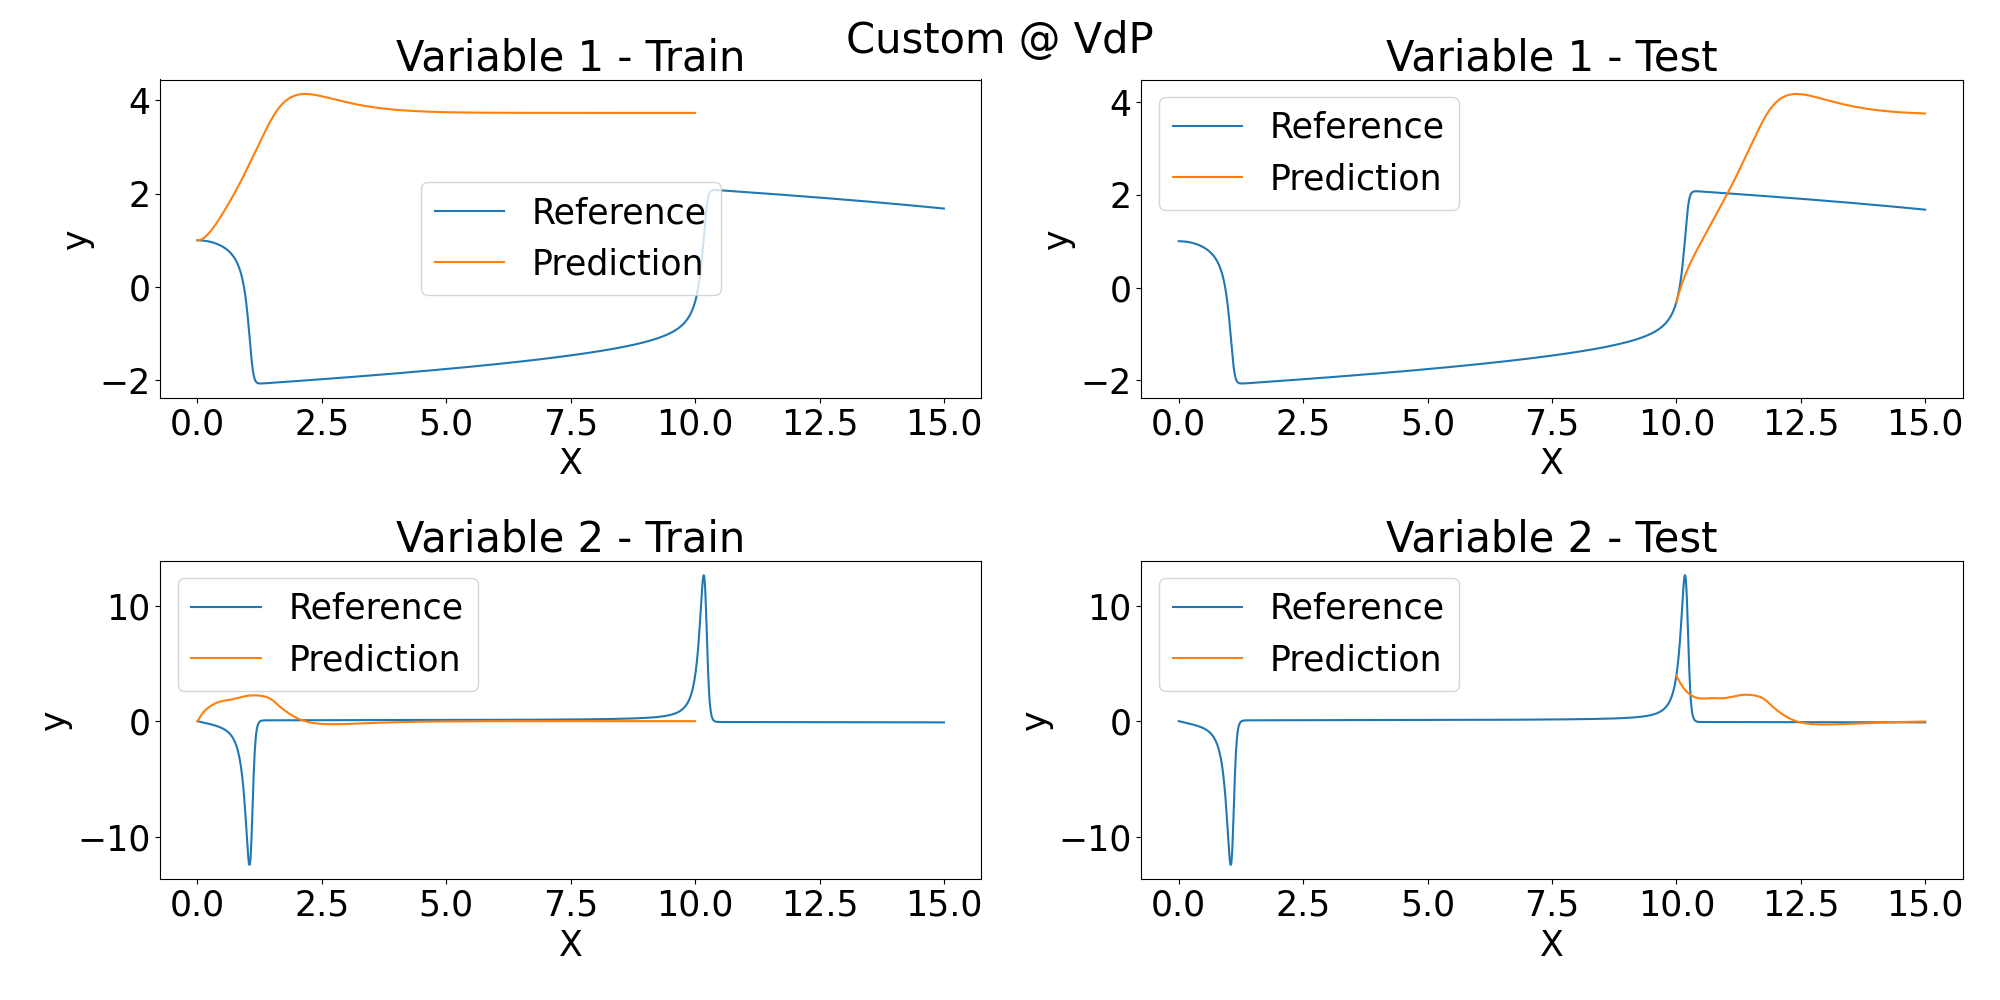 Custom @ VdP
Variable 1 - Train
4
2
0
−2
y
Reference
Prediction
0.0 2.5 5.0 7.5 10.0 12.5 15.0
X
Variable 1 - Test
4
2
0
−2
y
Reference
Prediction
0.0 2.5 5.0 7.5 10.0 12.5 15.0
X
Variable 2 - Train
10
0
−10
y
Reference
Prediction
0.0 2.5 5.0 7.5 10.0 12.5 15.0
X
Variable 2 - Test
10
0
−10
y
Reference
Prediction
0.0 2.5 5.0 7.5 10.0 12.5 15.0
X